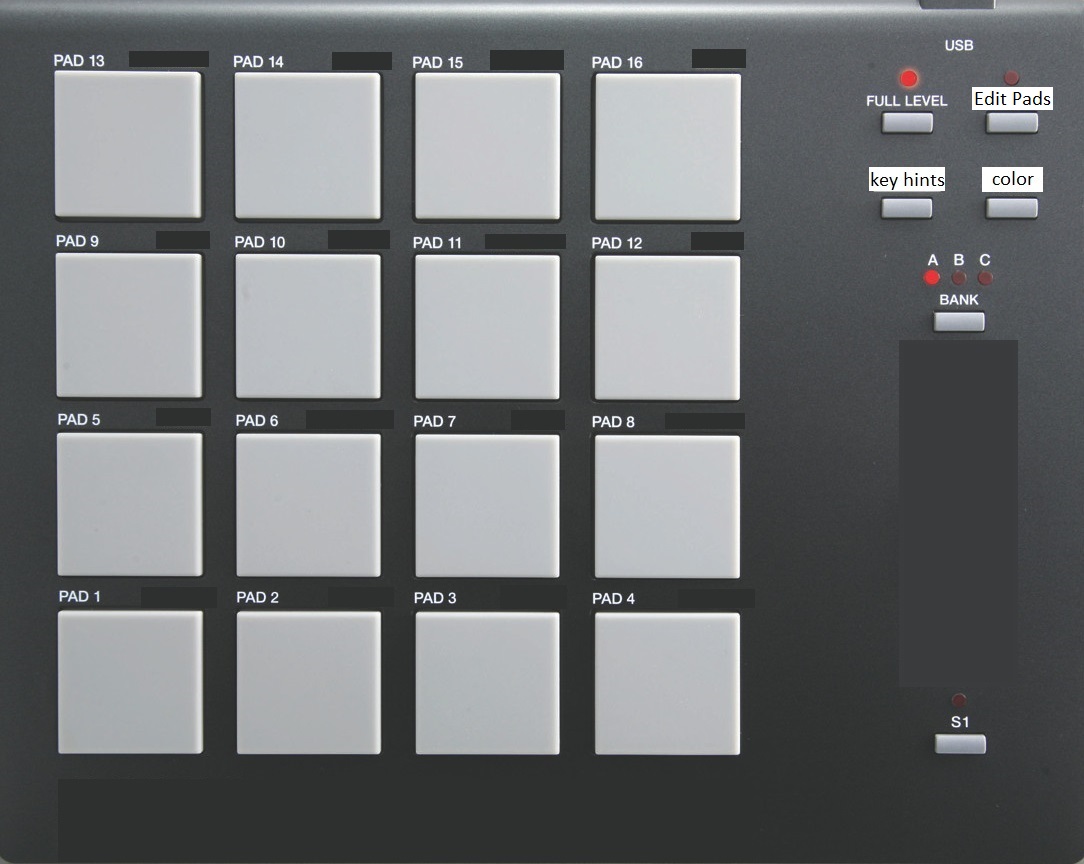 USB
PAD 13
PAD 14
PAD 15
PAD 16
FULL LEVEL
Edit Pads
key hints
color
PAD 9
PAD 10
PAD 11
PAD 12
A B C
BANK
PAD 5
PAD 6
PAD 7
PAD 8
PAD 1
PAD 2
PAD 3
PAD 4
S1